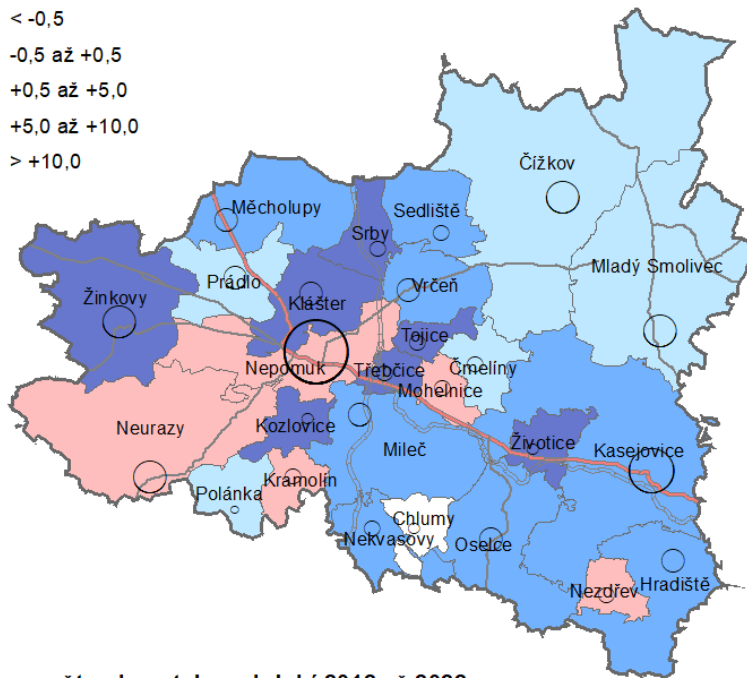 < -0,5
-0,5 až +0,5
+0,5 až +5,0
+5,0 až +10,0
> +10,0
Čížkov
Měcholupy
Sedliště
Srby
Mladý Smolivec
Prádlo
Vrčeň
Klášter
Žinkovy
Tojice
Čmelíny
Nepomuk
Třebčice
Mohelnice
Neurazy
Kozlovice
Životice
Mileč
Kasejovice
Kramolín
Polánka
Chlumy
Nekvasovy
Oselce
Hradiště
Nezdřev